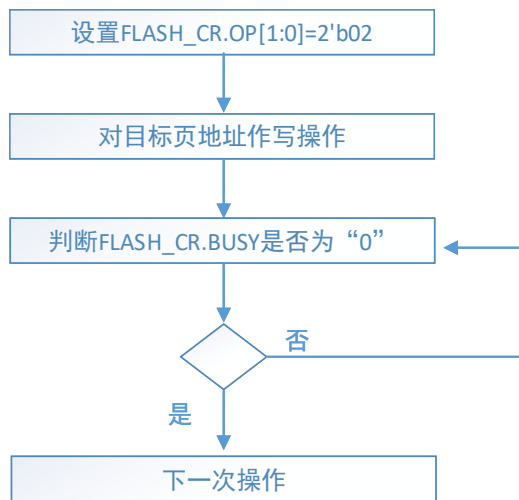 设置FLASH_CR.OP[1:0]=2'b02
对目标页地址作写操作
判断FLASH_CR.BUSY是否为“0”
否
是
下一次操作